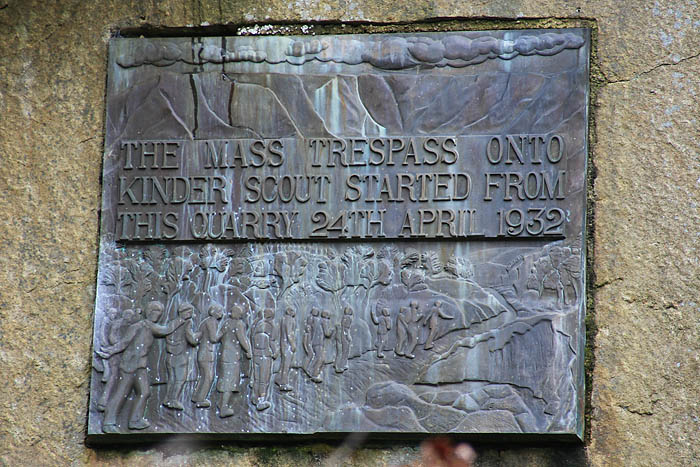 THE MASS TRESPASS ONTO
KINDER SCOUT STARTED FROM
THIS QUARRY 24TH APRIL 1932